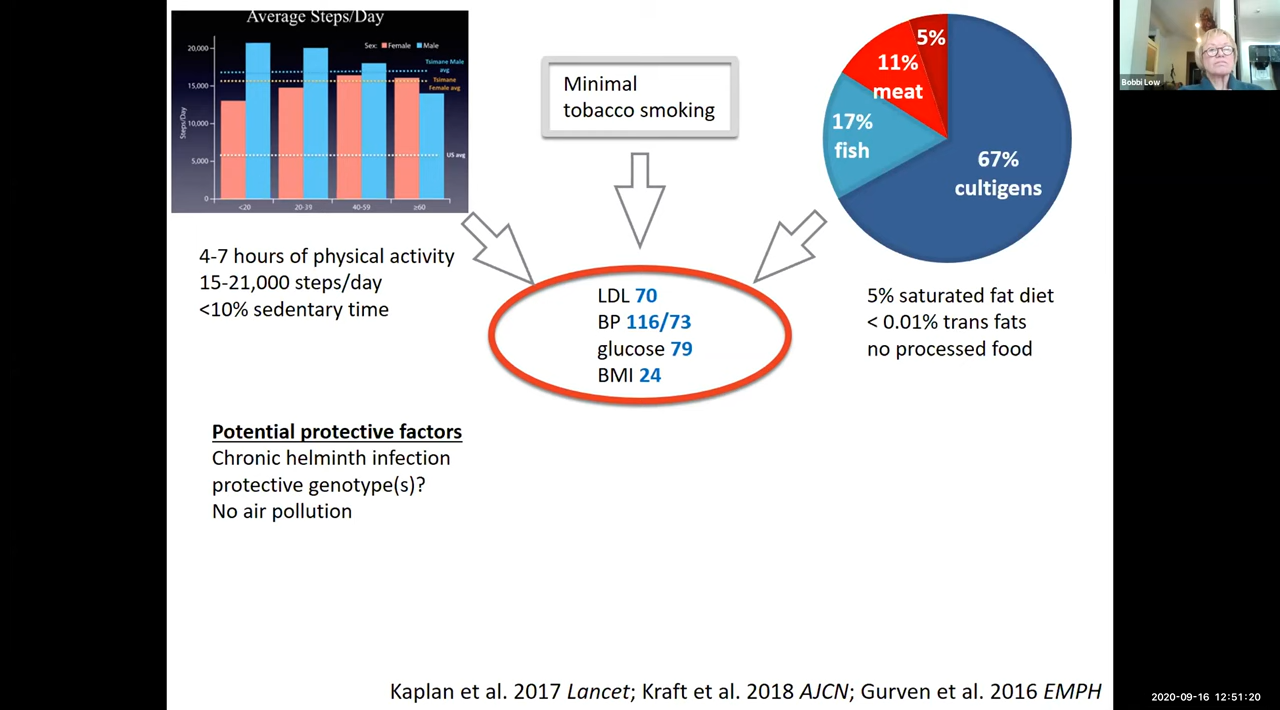 Average Steps/Day
20,000
15,000
10,000
5,000
0
Steps/Day
Sex: Female Male
Tsimane Male
avg
Tsimane
Female avg
US avg
<20
20-39
40-59
≥60
4-7 hours of physical activity
15-21,000 steps/day
<10% sedentary time
Minimal
tobacco smoking
5%
11%
meat
17%
fish
67%
cultigens
LDL 70
BP 116/73
glucose 79
BMI 24
5% saturated fat diet
< 0.01% trans fats
no processed food
Potential protective factors
Chronic helminth infection
protective genotype(s)?
No air pollution
Kaplan et al. 2017 Lancet; Kraft et al. 2018 AJCN; Gurven et al. 2016 EMPH
Bobbi Low
2020-09-16 12:51:20